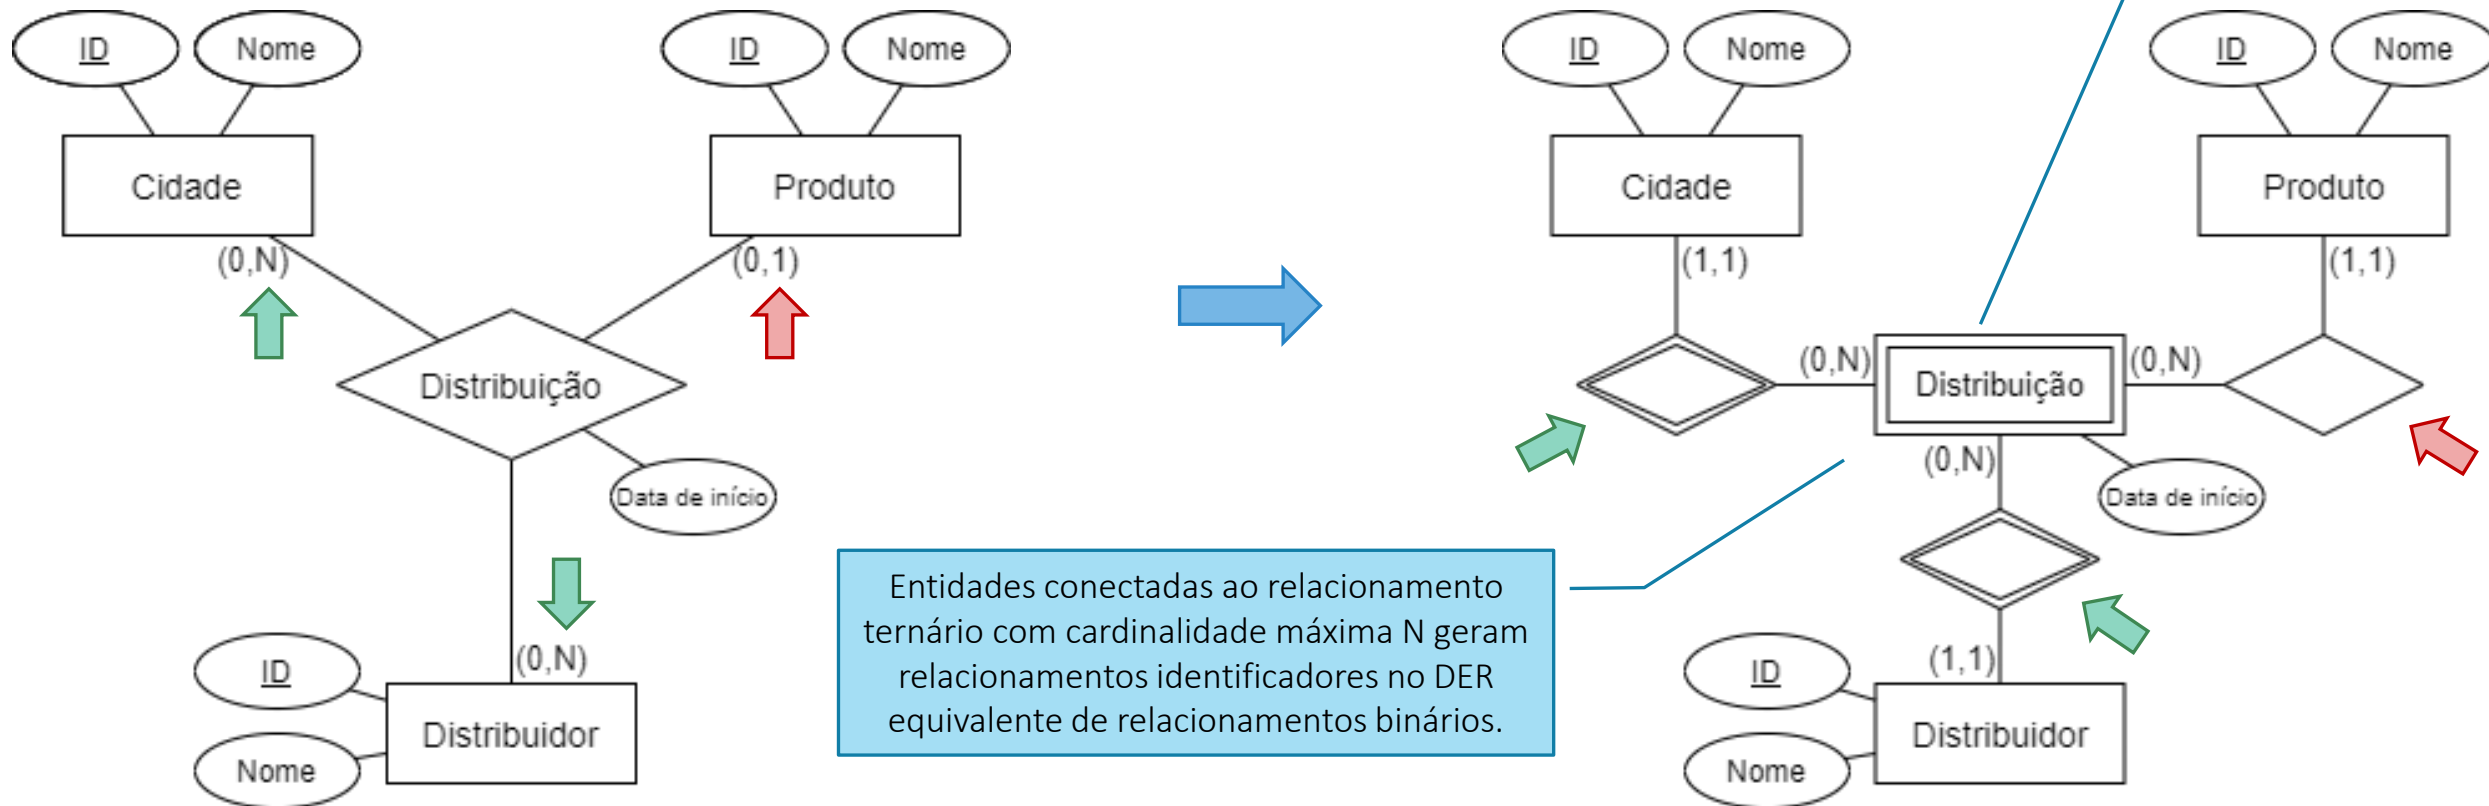 ID
Nome
ID
Nome
Cidade
Produto
(0,N)
(0,1)
Distribuição
Data de início
(0,N)
ID
Nome
Distribuidor
Entidades conectadas ao relacionamento
ternário com cardinalidade máxima N geram
relacionamentos identificadores no DER
equivalente de relacionamentos binários.
ID
Nome
ID
Nome
Cidade
Produto
(1,1)
(1,1)
(0,N)
Distribuição
(0,N)
(0,N)
Data de início
(1,1)
ID
Nome
Distribuidor